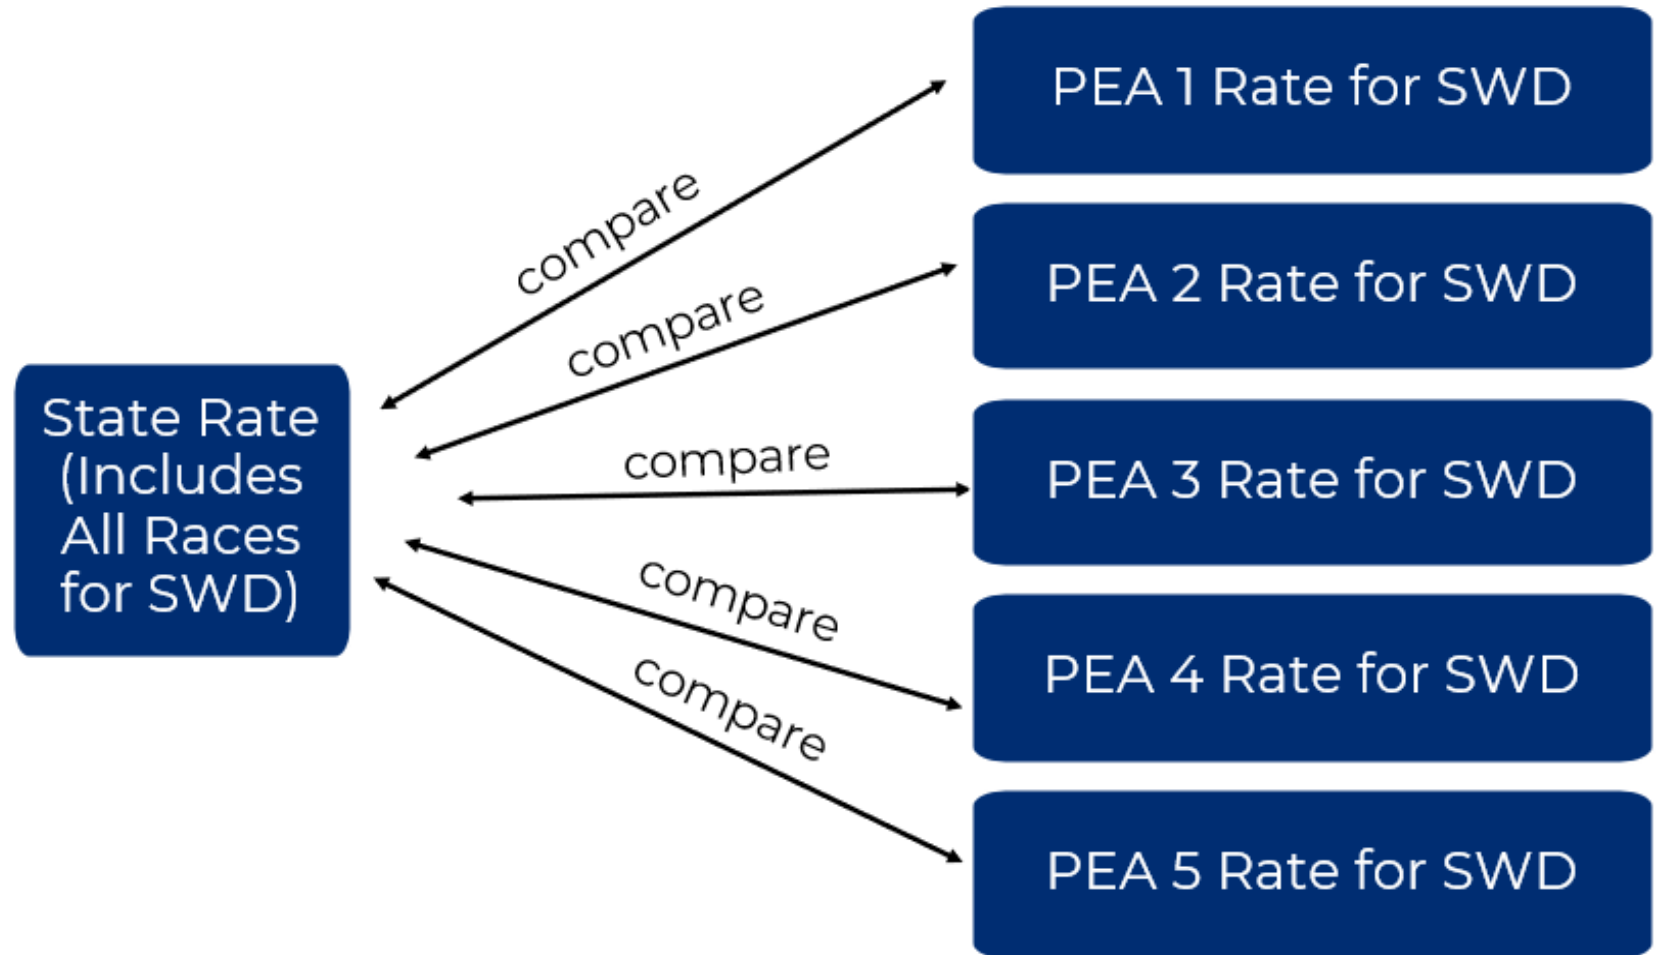 State Rate
(Includes
All Races
for SWD)
compare
compare
compare
compare
compare
PEA 1 Rate for SWD
PEA 2 Rate for SWD
PEA 3 Rate for SWD
PEA 4 Rate for SWD
PEA 5 Rate for SWD